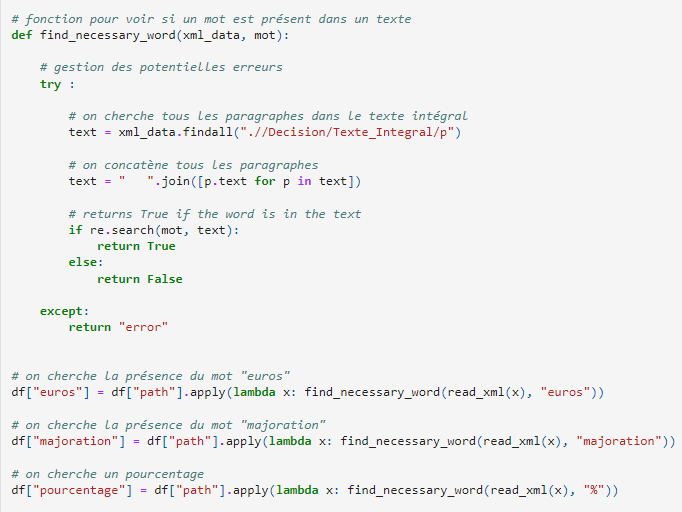 # fonction pour voir si un mot est présent dans un texte
def find_necessary_word(xml_data, mot):
# gestion des potentielles erreurs
try :
# on cherche tous les paragraphes dans le texte intégral
text = xml_data.findall(".//Decision/Texte_Integral/p")
# on concatène tous les paragraphes
text = "   ".join([p.text for p in text])
# returns True if the word is in the text
if re.search(mot, text):
return True
else:
return False
except:
return "error"
# on cherche la présence du mot "euros"
df["euros"] = df["path"].apply(lambda x: find_necessary_word(read_xml(x), "euros"))
# on cherche la présence du mot "majoration"
df["majoration"] = df["path"].apply(lambda x: find_necessary_word(read_xml(x), "majoration"))
# on cherche un pourcentage
df["pourcentage"] = df["path"].apply(lambda x: find_necessary_word(read_xml(x), "%"))